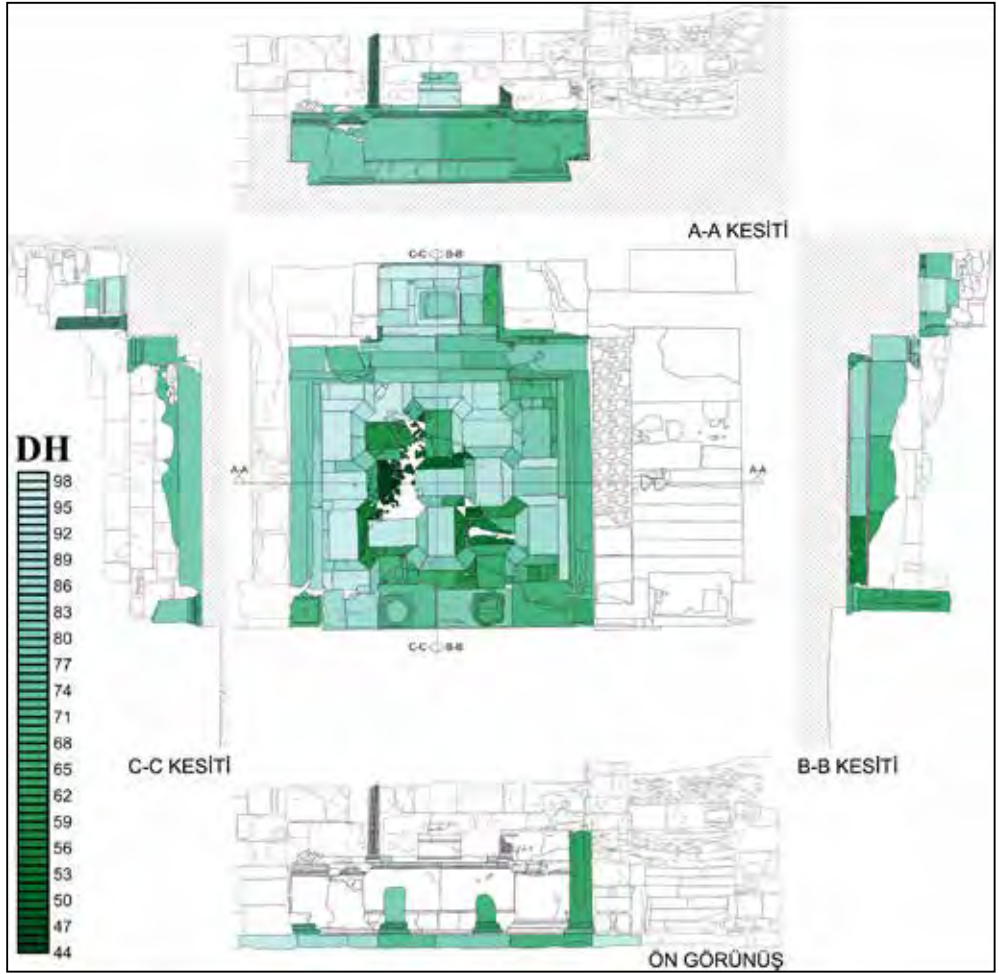 A-A KESİTİ
C-C B-B
DH
98
95
92
89
86
83
80
77
74
71
68
65
62
59
56
53
50
47
44
A-A
A-A
C-C B-B
C-C KESİTİ
B-B KESİTİ
ÖN GÖRÜNÜŞ